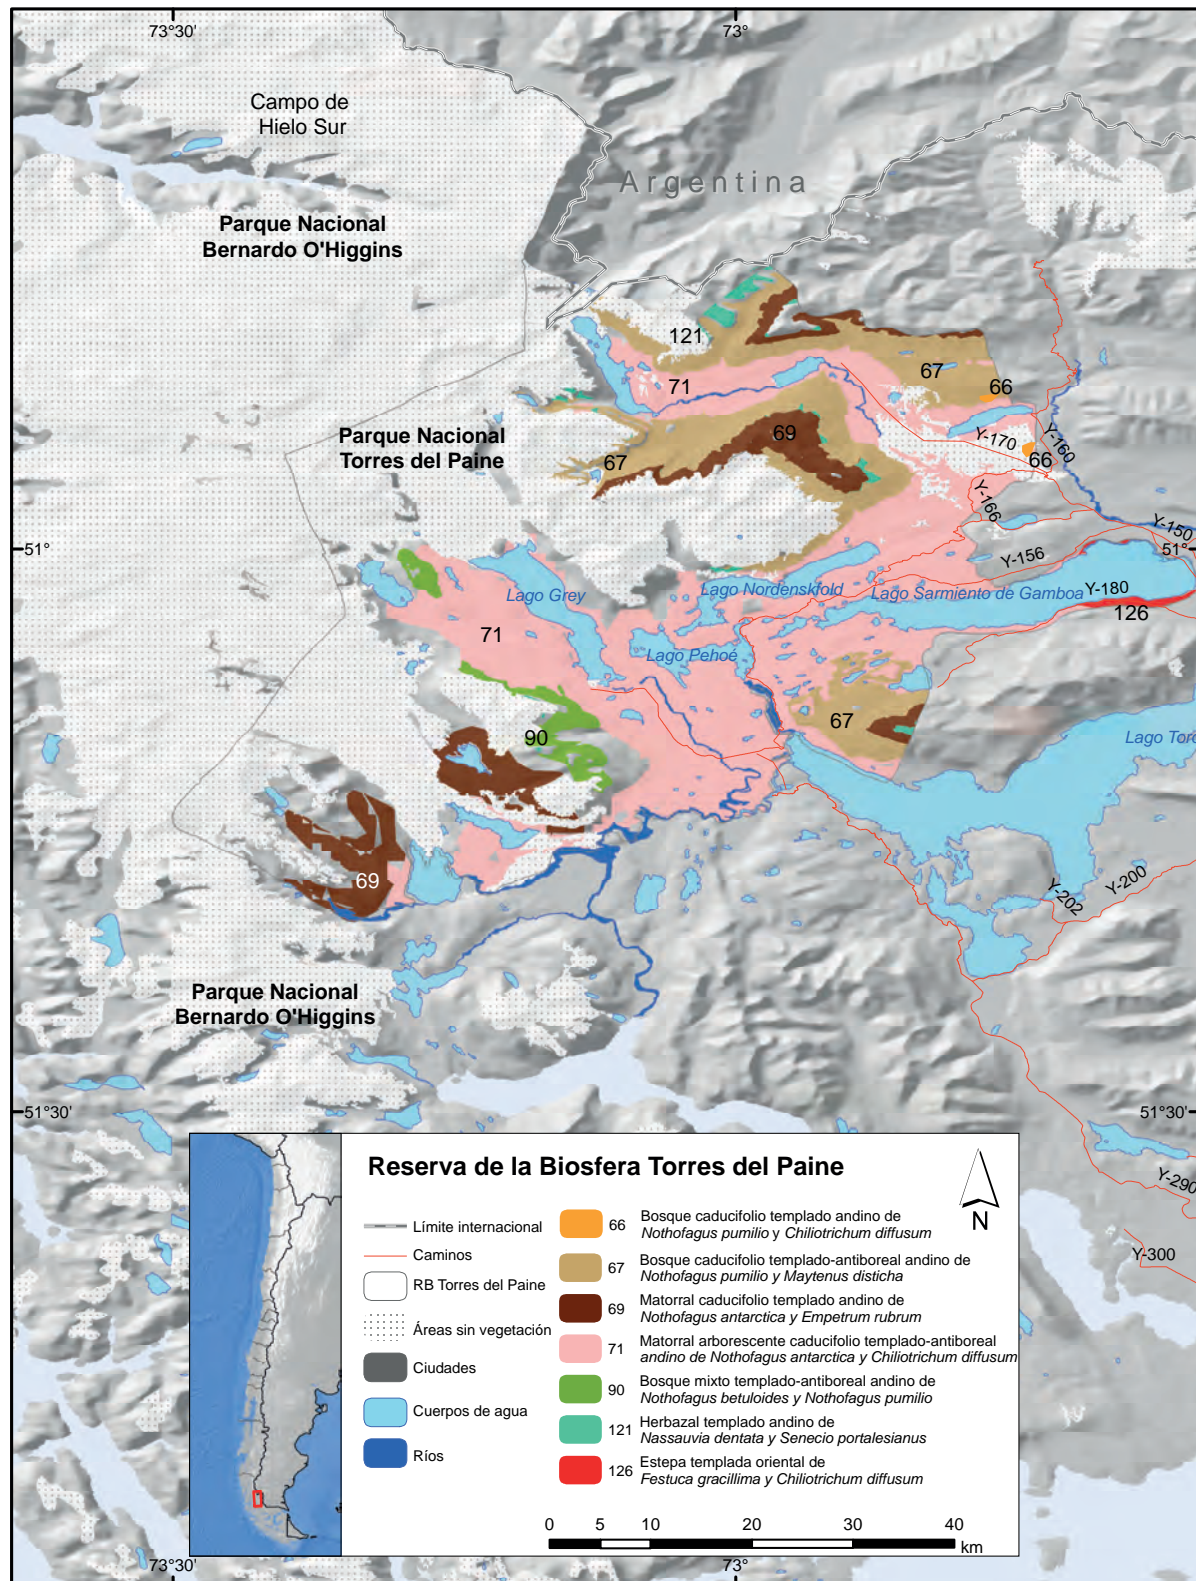 73°30'
73°
Campo de
Hielo Sur
Argentina
Parque Nacional
Bernardo O'Higgins
121
67
66
71
Parque Nacional
Torres del Paine
69
67
Y-170
Y-160
66
Y-166
Y-150
51°
51°
Y-156
Lago Grey
Lago Nordenskfold
Lago Sarmiento de Gamboa
Y-180
126
71
Lago Pehoé
67
90
Lago Toro
69
Y-200
Y-202
Parque Nacional
Bernardo O'Higgins
51°30'
51°30'
Y-290
Y-300
Reserva de la Biosfera Torres del Paine
N
Límite internacional
Caminos
RB Torres del Paine
Áreas sin vegetación
Ciudades
Cuerpos de agua
Ríos
66 Bosque caducifolio templado andino de
Nothofagus pumilio y Chiliotrichum diffusum
67 Bosque caducifolio templado-antiboreal andino de
Nothofagus pumilio y Maytenus disticha
69 Matorral caducifolio templado andino de
Nothofagus antarctica y Empetrum rubrum
71 Matorral arborescente caducifolio templado-antiboreal
andino de Nothofagus antarctica y Chiliotrichum diffusum
90 Bosque mixto templado-antiboreal andino de
Nothofagus betuloides y Nothofagus pumilio
121 Herbazal templado andino de
Nassauvia dentata y Senecio portalesianus
126 Estepa templada oriental de
Festuca gracillima y Chiliotrichum diffusum
0 5 10 20 30 40
km
73°30'
73°